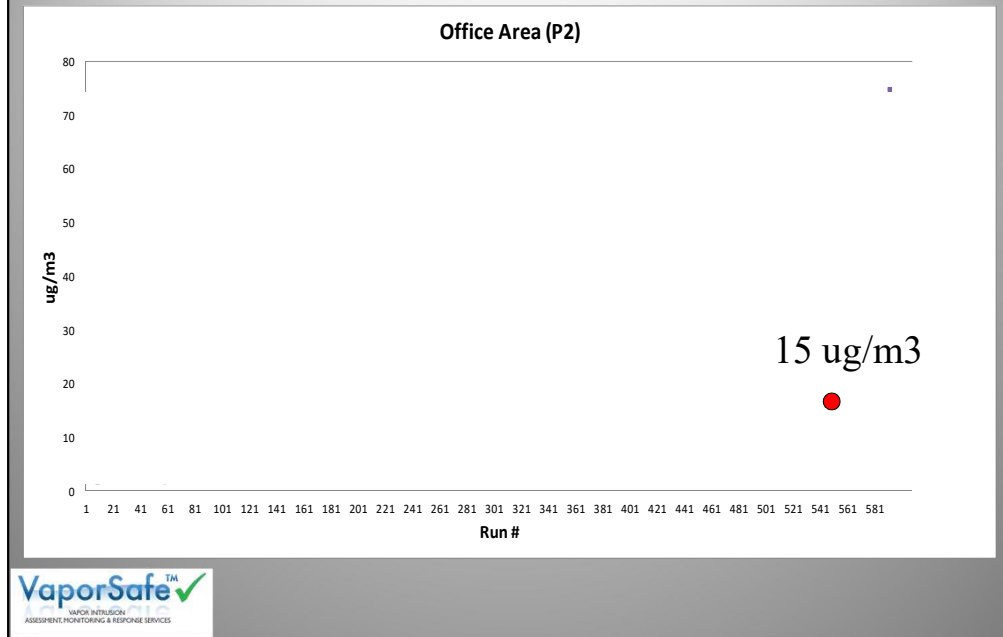 Office Area (P2)
80
70
60
50
40
30
20
10
0
ug/m3
15 ug/m3
1 21 41 61 81 101 121 141 161 181 201 221 241 261 281 301 321 341 361 381 401 421 441 461 481 501 521 541 561 581
Run #
VaporSafe™
VAPOR INTRUSION
ASSESSMENT, MONITORING & RESPONSE SERVICES